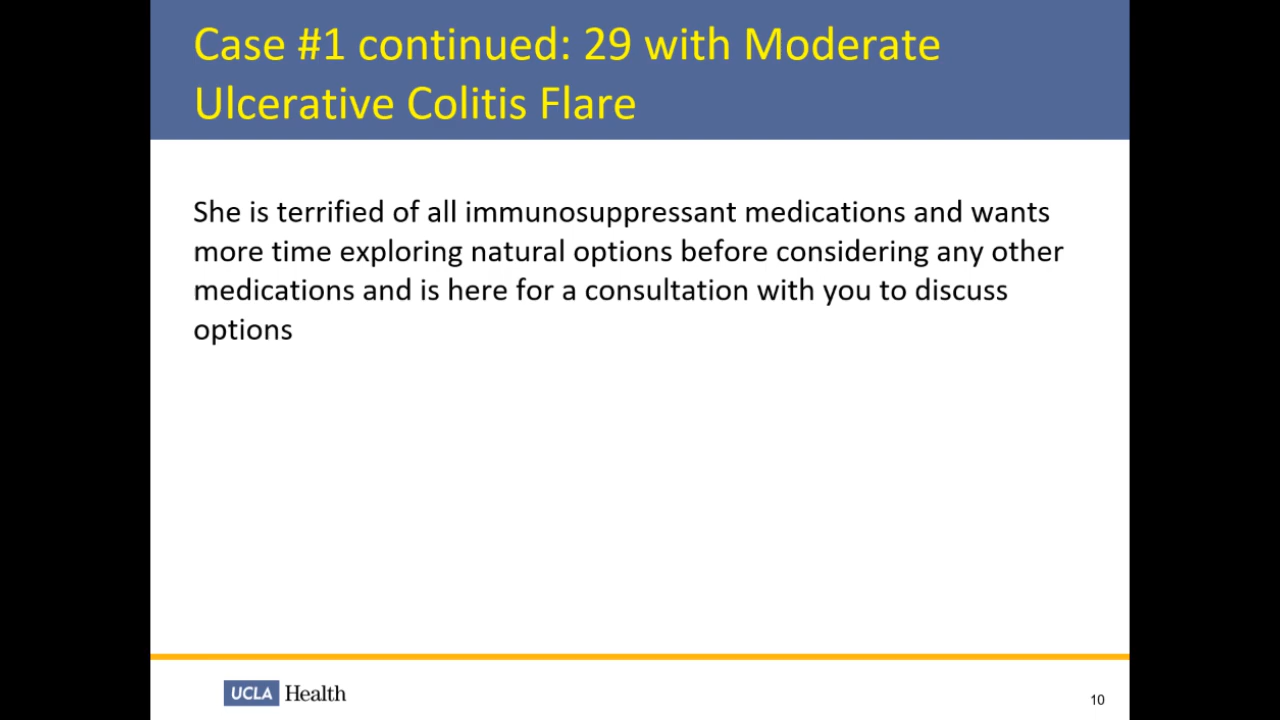 Case #1 continued: 29 with Moderate
Ulcerative Colitis Flare
She is terrified of all immunosuppressant medications and wants
more time exploring natural options before considering any other
medications and is here for a consultation with you to discuss
options
UCLA Health
10